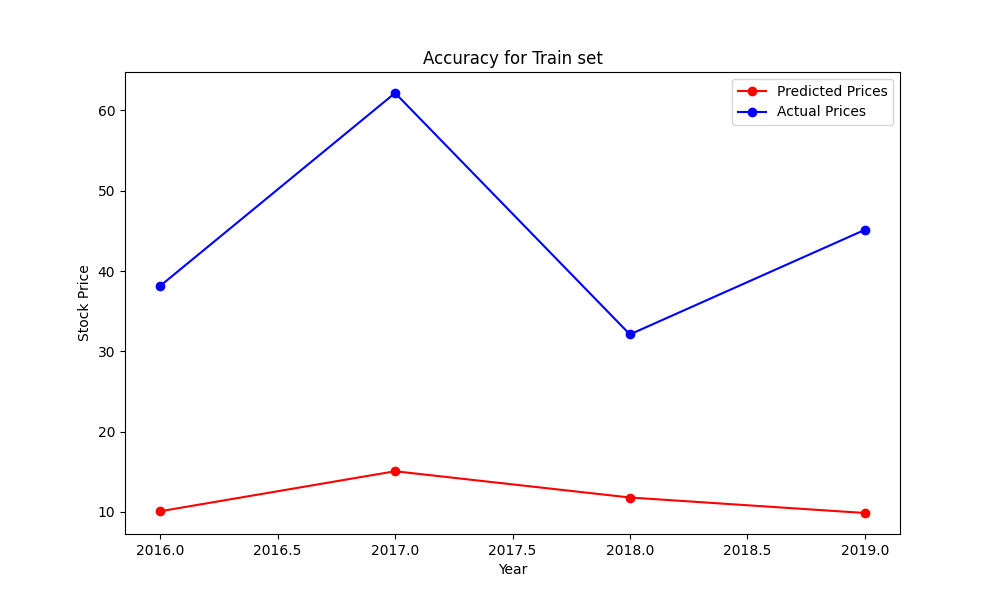 Accuracy for Train set
Predicted Prices
Actual Prices
Stock Price
60
50
40
30
20
10
2016.0 2016.5 2017.0 2017.5 2018.0 2018.5 2019.0
Year